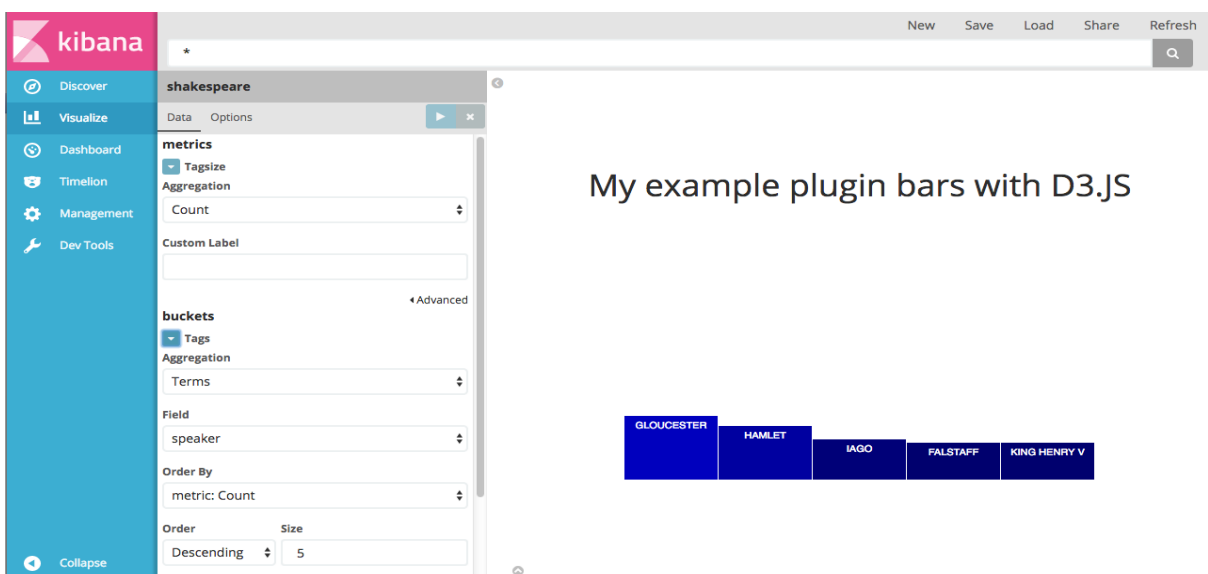 kibana
New Save Load Share Refresh
*
Discover
Visualize
Dashboard
Timelion
Management
Dev Tools
Collapse
shakespeare
Data Options
metrics
Tagsize
Aggregation
Count
Custom Label
Advanced
buckets
Tags
Aggregation
Terms
Field
speaker
Order By
metric: Count
Order Size
Descending 5
My example plugin bars with D3.JS
GLOUCESTER HAMLET IAGO FALSTAFF KING HENRY V